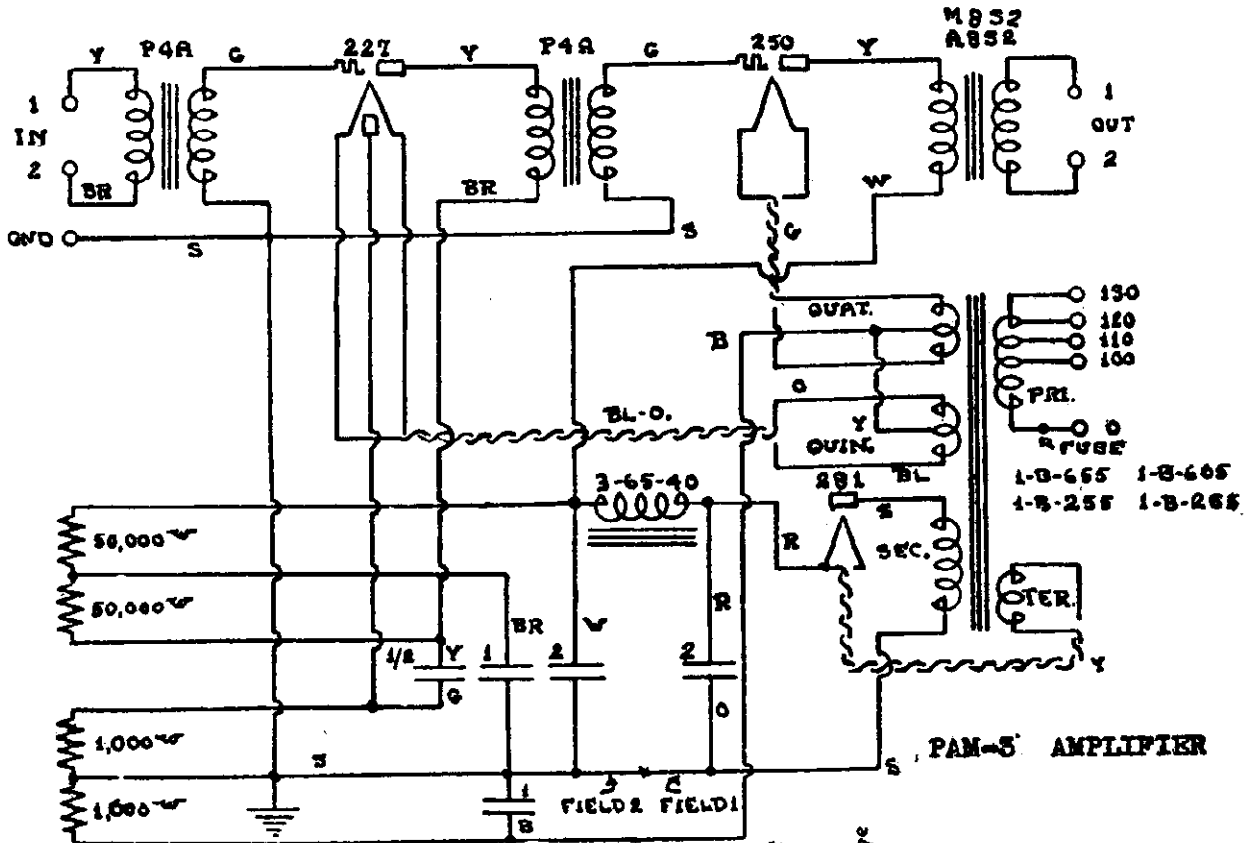 M852
A852
Y P4A G 227 Y P4A G 250 Y
1 IN 2
1 OUT 2
BR
BR
W
GND S
S
G
130
120
110
100
QUAT.
B
O
PRI.
BL-O.
Y
QUIN.
BL
R FUSE 0
281
1-B-655 1-B-605
1-B-255 1-B-265
3-65-40
S
SEC.
R
50,000 ω
50,000 ω
TER.
BR
W
R
1/2 Y 1 2 2
G
O
Y
1,000 ω
S
S
PAM-5 AMPLIFIER
1,000 ω
1
B
FIELD 2 FIELD 1